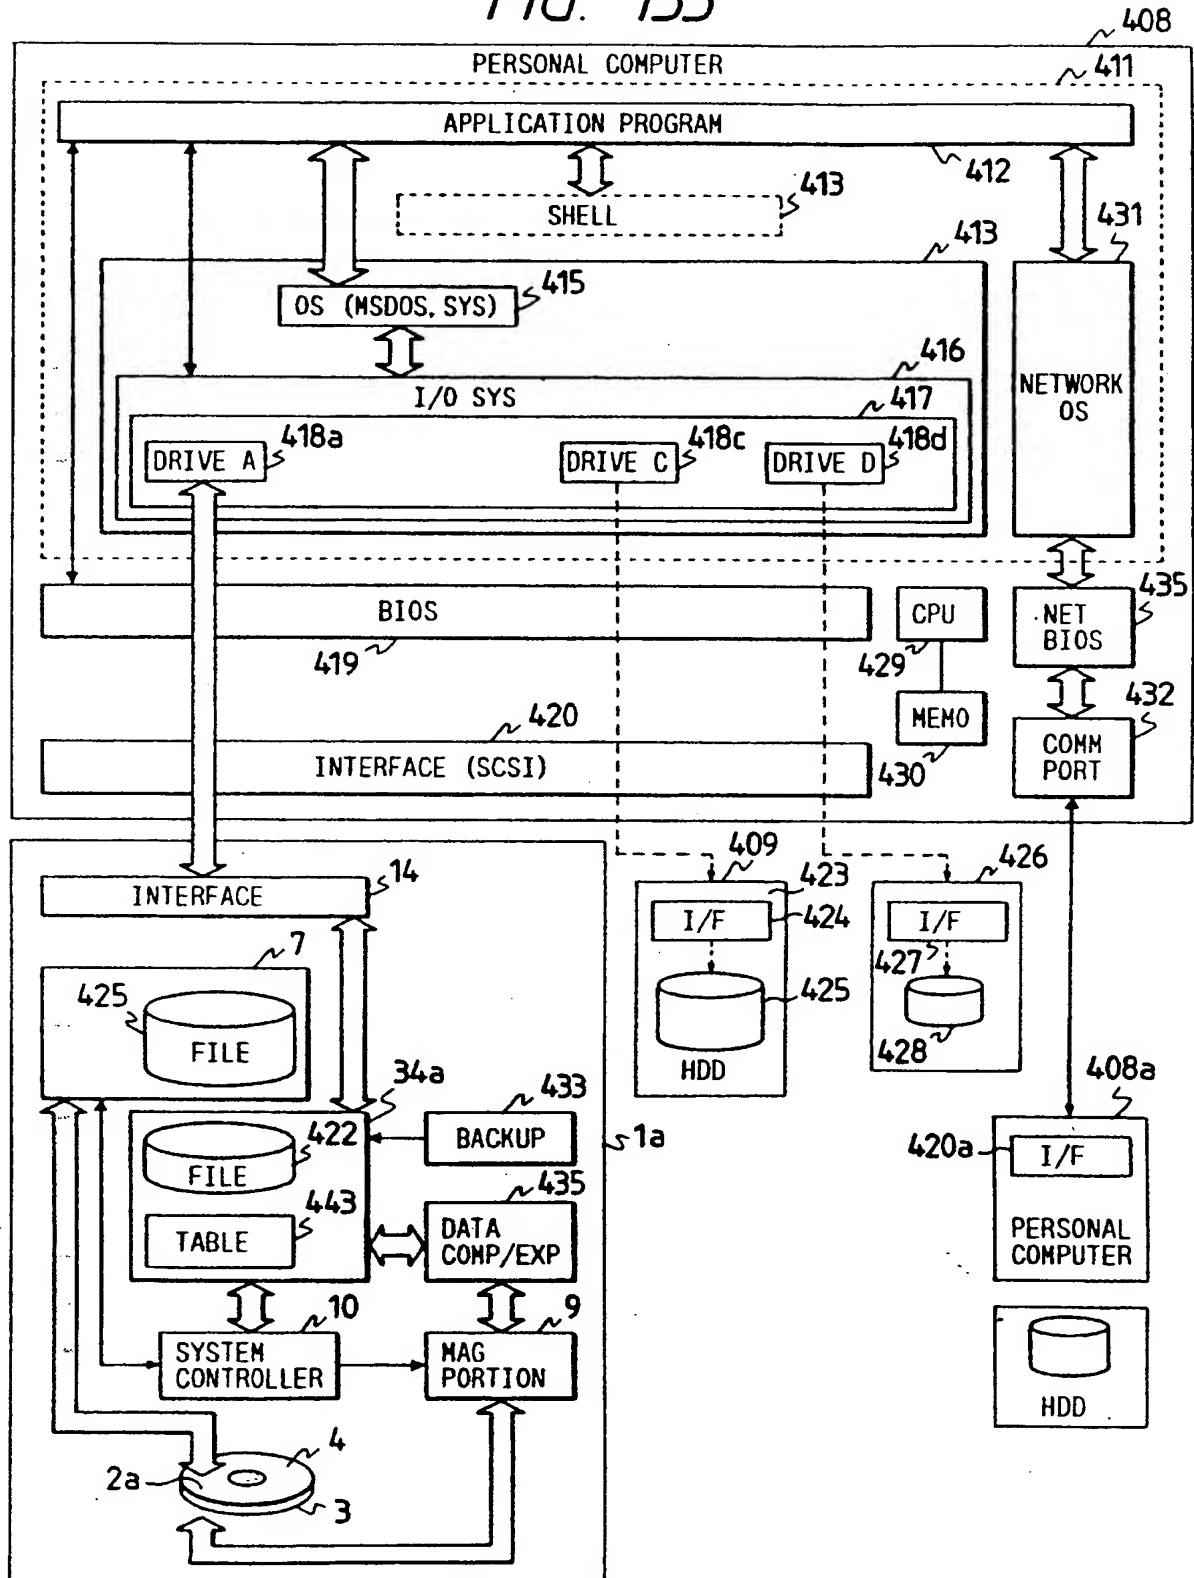 FIG. 155
408
PERSONAL COMPUTER
411
APPLICATION PROGRAM
412
413
SHELL
431
413
OS (MSDOS, SYS)
415
416
I/O SYS
417
NETWORK
OS
418a
418c
418d
DRIVE A
DRIVE C
DRIVE D
BIOS
419
CPU
429
435
NET
BIOS
420
MEMO
430
432
INTERFACE (SCSI)
COMM
PORT
INTERFACE
14
409
423
I/F
424
425
HDD
426
I/F
427
428
7
425
FILE
34a
433
BACKUP
1a
422
FILE
443
TABLE
435
DATA
COMP/EXP
408a
420a
I/F
PERSONAL
COMPUTER
10
SYSTEM
CONTROLLER
9
MAG
PORTION
HDD
4
2a
3